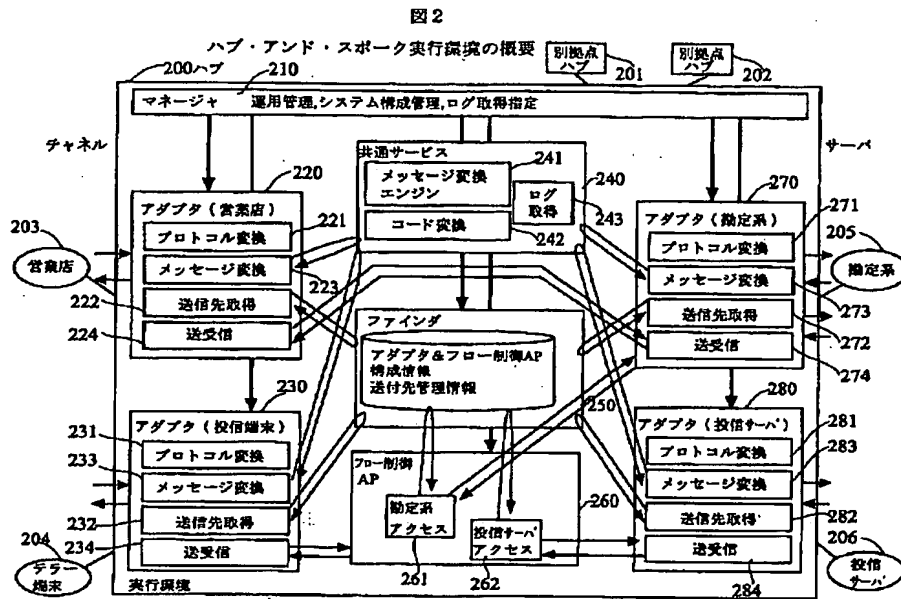 図2
ハブ・アンド・スポーク実行環境の概要
別拠点
ハブ
201
別拠点
ハブ
202
200ハブ
210
マネージャ 運用管理,システム構成管理,ログ取得指定
チャネル
サーバ
共通サービス
241
メッセージ変換
エンジン
240
ログ
取得
243
コード変換
242
220
アダプタ(営業店)
221
プロトコル変換
メッセージ変換
223
送信先取得
222
送受信
224
203
営業店
270
アダプタ(勘定系)
271
プロトコル変換
メッセージ変換
273
送信先取得
272
送受信
274
205
勘定系
ファインダ
アダプタ&フロー制御AP
構成情報
送付先管理情報
250
230
アダプタ(投信端末)
231
プロトコル変換
233
メッセージ変換
232
送信先取得
234
送受信
204
テラー
端末
実行環境
フロー制御
AP
260
勘定系
アクセス
261
投信サーバ
アクセス
262
280
アダプタ(投信サーバ)
281
プロトコル変換
283
メッセージ変換
送信先取得
282
送受信
284
206
投信
サーバ